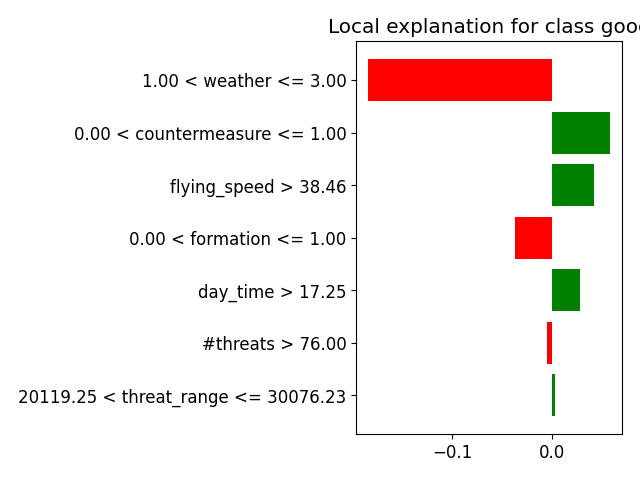 Local explanation for class good
1.00 < weather <= 3.00
0.00 < countermeasure <= 1.00
flying_speed > 38.46
0.00 < formation <= 1.00
day_time > 17.25
#threats > 76.00
20119.25 < threat_range <= 30076.23
−0.1 0.0